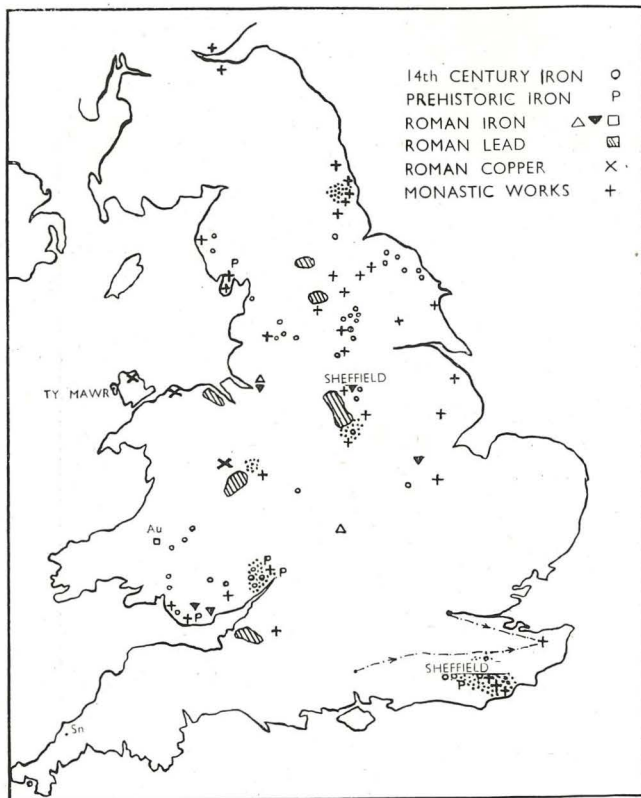 14th CENTURY IRON
PREHISTORIC IRON P
ROMAN IRON
ROMAN LEAD
ROMAN COPPER
MONASTIC WORKS
P
TY MAWR
SHEFFIELD
Au
P
P
P
SHEFFIELD
P
Sn